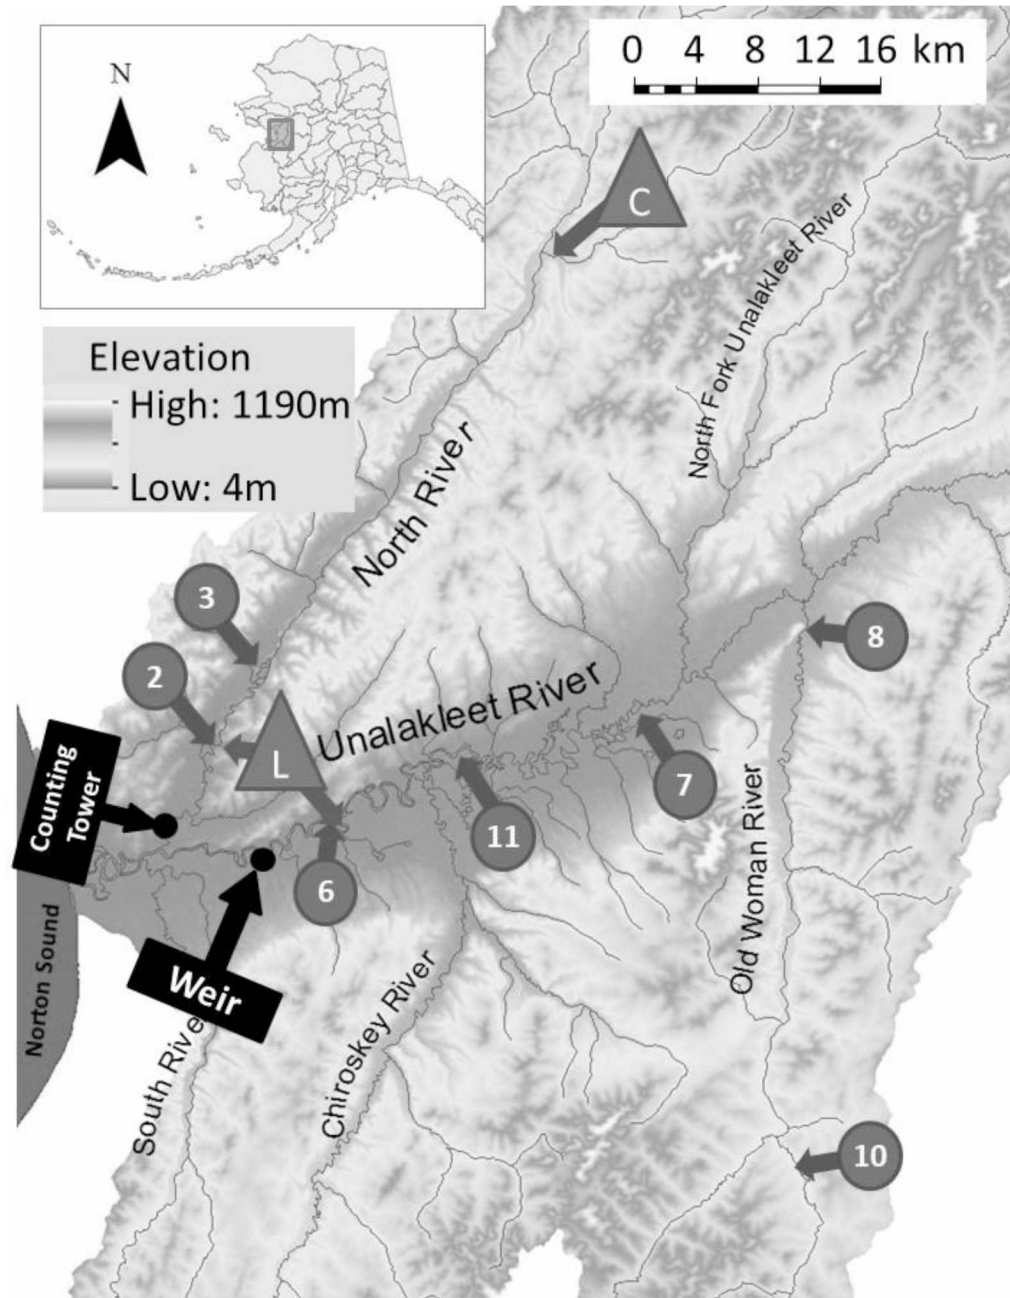 N
0 4 8 12 16 km
C
Elevation
High: 1190m
Low: 4m
North Fork Unalakleet River
North River
3
2
8
Unalakleet River
L
7
Counting
Tower
11
6
Old Woman River
Weir
Norton Sound
Chiroskey River
South River
10